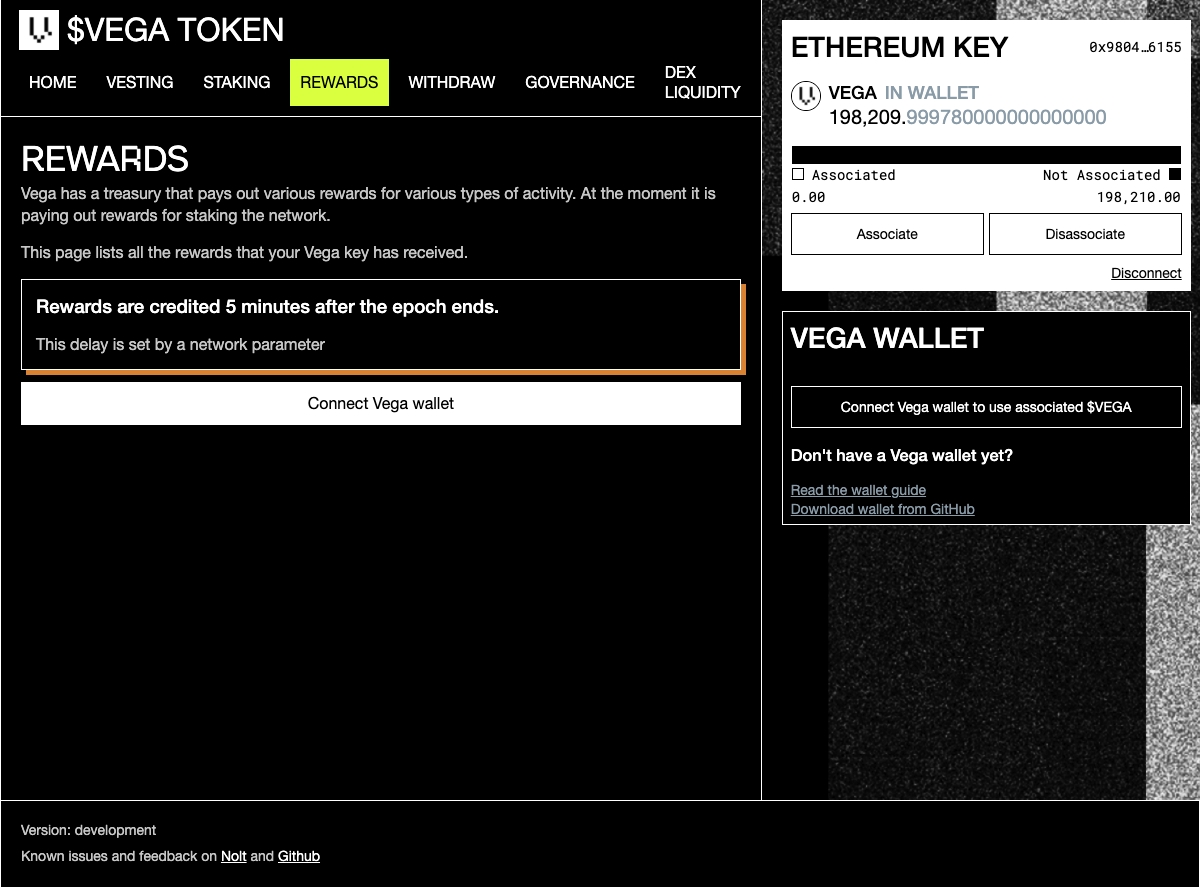 $VEGA TOKEN
HOME
VESTING
STAKING
REWARDS
WITHDRAW
GOVERNANCE
DEX
LIQUIDITY
REWARDS
Vega has a treasury that pays out various rewards for various types of activity. At the moment it is
paying out rewards for staking the network.
This page lists all the rewards that your Vega key has received.
Rewards are credited 5 minutes after the epoch ends.
This delay is set by a network parameter
Connect Vega wallet
ETHEREUM KEY
0x9804…6155
VEGA IN WALLET
198,209.999780000000000000
Associated
Not Associated
0.00
198,210.00
Associate
Disassociate
Disconnect
VEGA WALLET
Connect Vega wallet to use associated $VEGA
Don't have a Vega wallet yet?
Read the wallet guide
Download wallet from GitHub
Version: development
Known issues and feedback on Nolt and Github